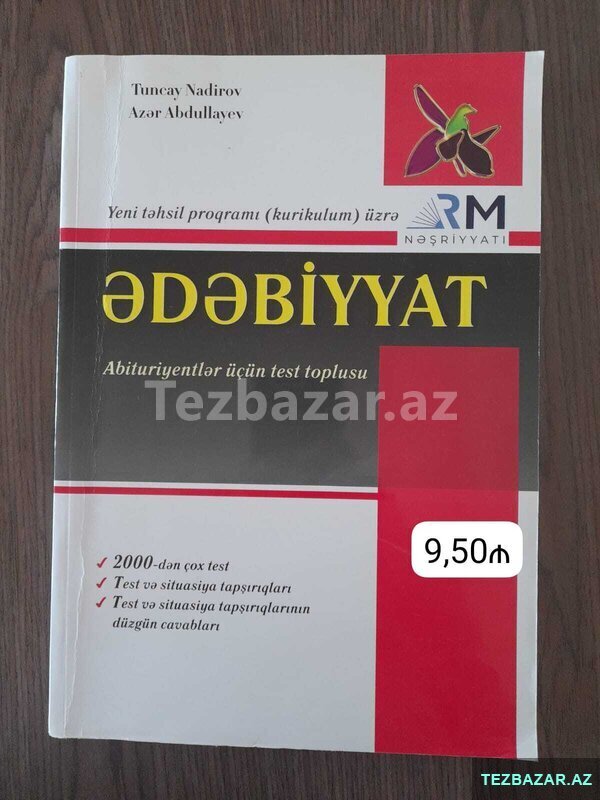 Tuncay Nadirov
Azər Abdullayev
Yeni təhsil proqramı (kurikulum) üzrə
RM
NƏŞRİYYATI
ƏDƏBİYYAT
Abituriyentlər üçün test toplusu
Tezbazar.az
✓ 2000-dən çox test
✓ Test və situasiya tapşırıqları
✓ Test və situasiya tapşırıqlarının
düzgün cavabları
9,50₼
TEZBAZAR.AZ